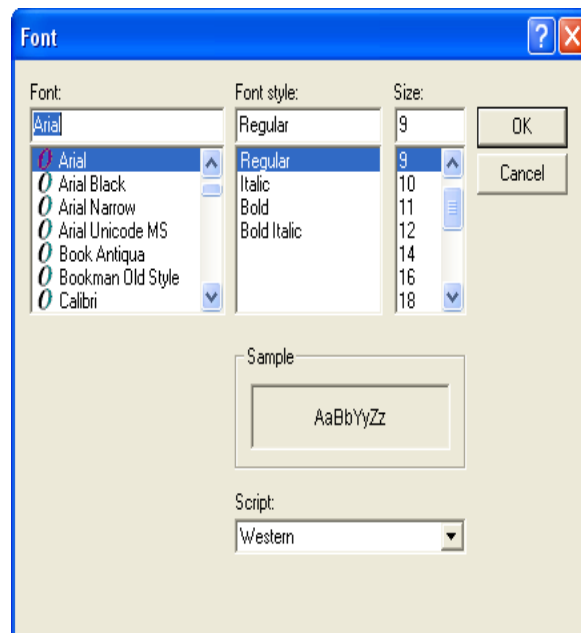 Font
Font:
Font style:
Size:
Arial
Regular
9
OK
Cancel
Arial
Arial Black
Arial Narrow
Arial Unicode MS
Book Antiqua
Bookman Old Style
Calibri
Regular
Italic
Bold
Bold Italic
9
10
11
12
14
16
18
Sample
AaBbYyZz
Script:
Western